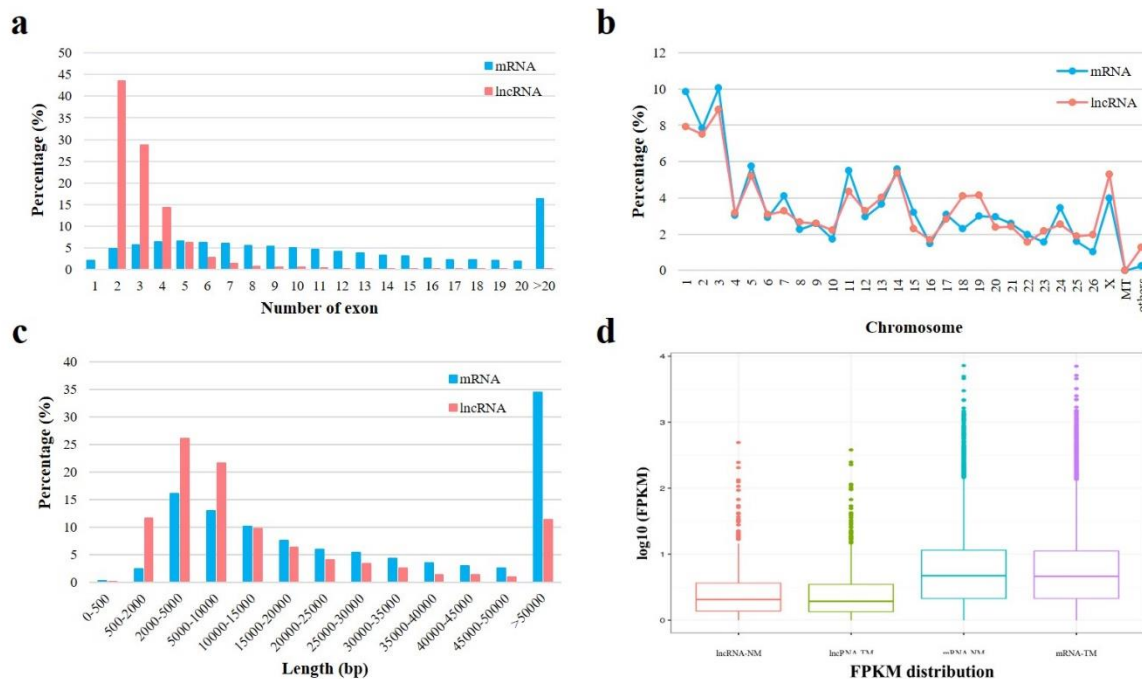 a
50
45
40
35
30
25
20
15
10
5
0
Percentage (%)
mRNA
lncRNA
1 2 3 4 5 6 7 8 9 10 11 12 13 14 15 16 17 18 19 20 >20
Number of exon
b
12
10
8
6
4
2
0
Percentage (%)
mRNA
lncRNA
1 2 3 4 5 6 7 8 9 10 11 12 13 14 15 16 17 18 19 20 21 22 23 24 25 26 X MT others
Chromosome
c
40
35
30
25
20
15
10
5
0
Percentage (%)
mRNA
lncRNA
0-500 500-2000 2000-5000 5000-10000 10000-15000 15000-20000 20000-25000 25000-30000 30000-35000 35000-40000 40000-45000 45000-50000 >50000
Length (bp)
d
4
3
2
1
0
log10 (FPKM)
lncRNA-NM lncRNA-TM mRNA-NM mRNA-TM
FPKM distribution